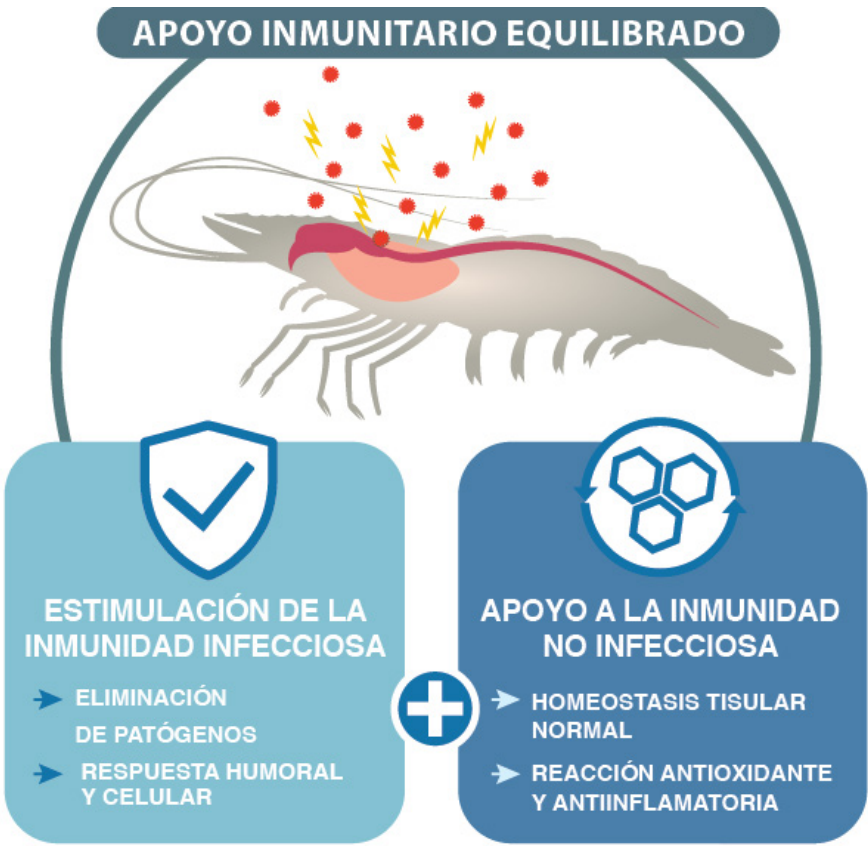 APOYO INMUNITARIO EQUILIBRADO
ESTIMULACIÓN DE LA
INMUNIDAD INFECCIOSA
ELIMINACIÓN
DE PATÓGENOS
RESPUESTA HUMORAL
Y CELULAR
APOYO A LA INMUNIDAD
NO INFECCIOSA
HOMEOSTASIS TISULAR
NORMAL
REACCIÓN ANTIOXIDANTE
Y ANTIINFLAMATORIA